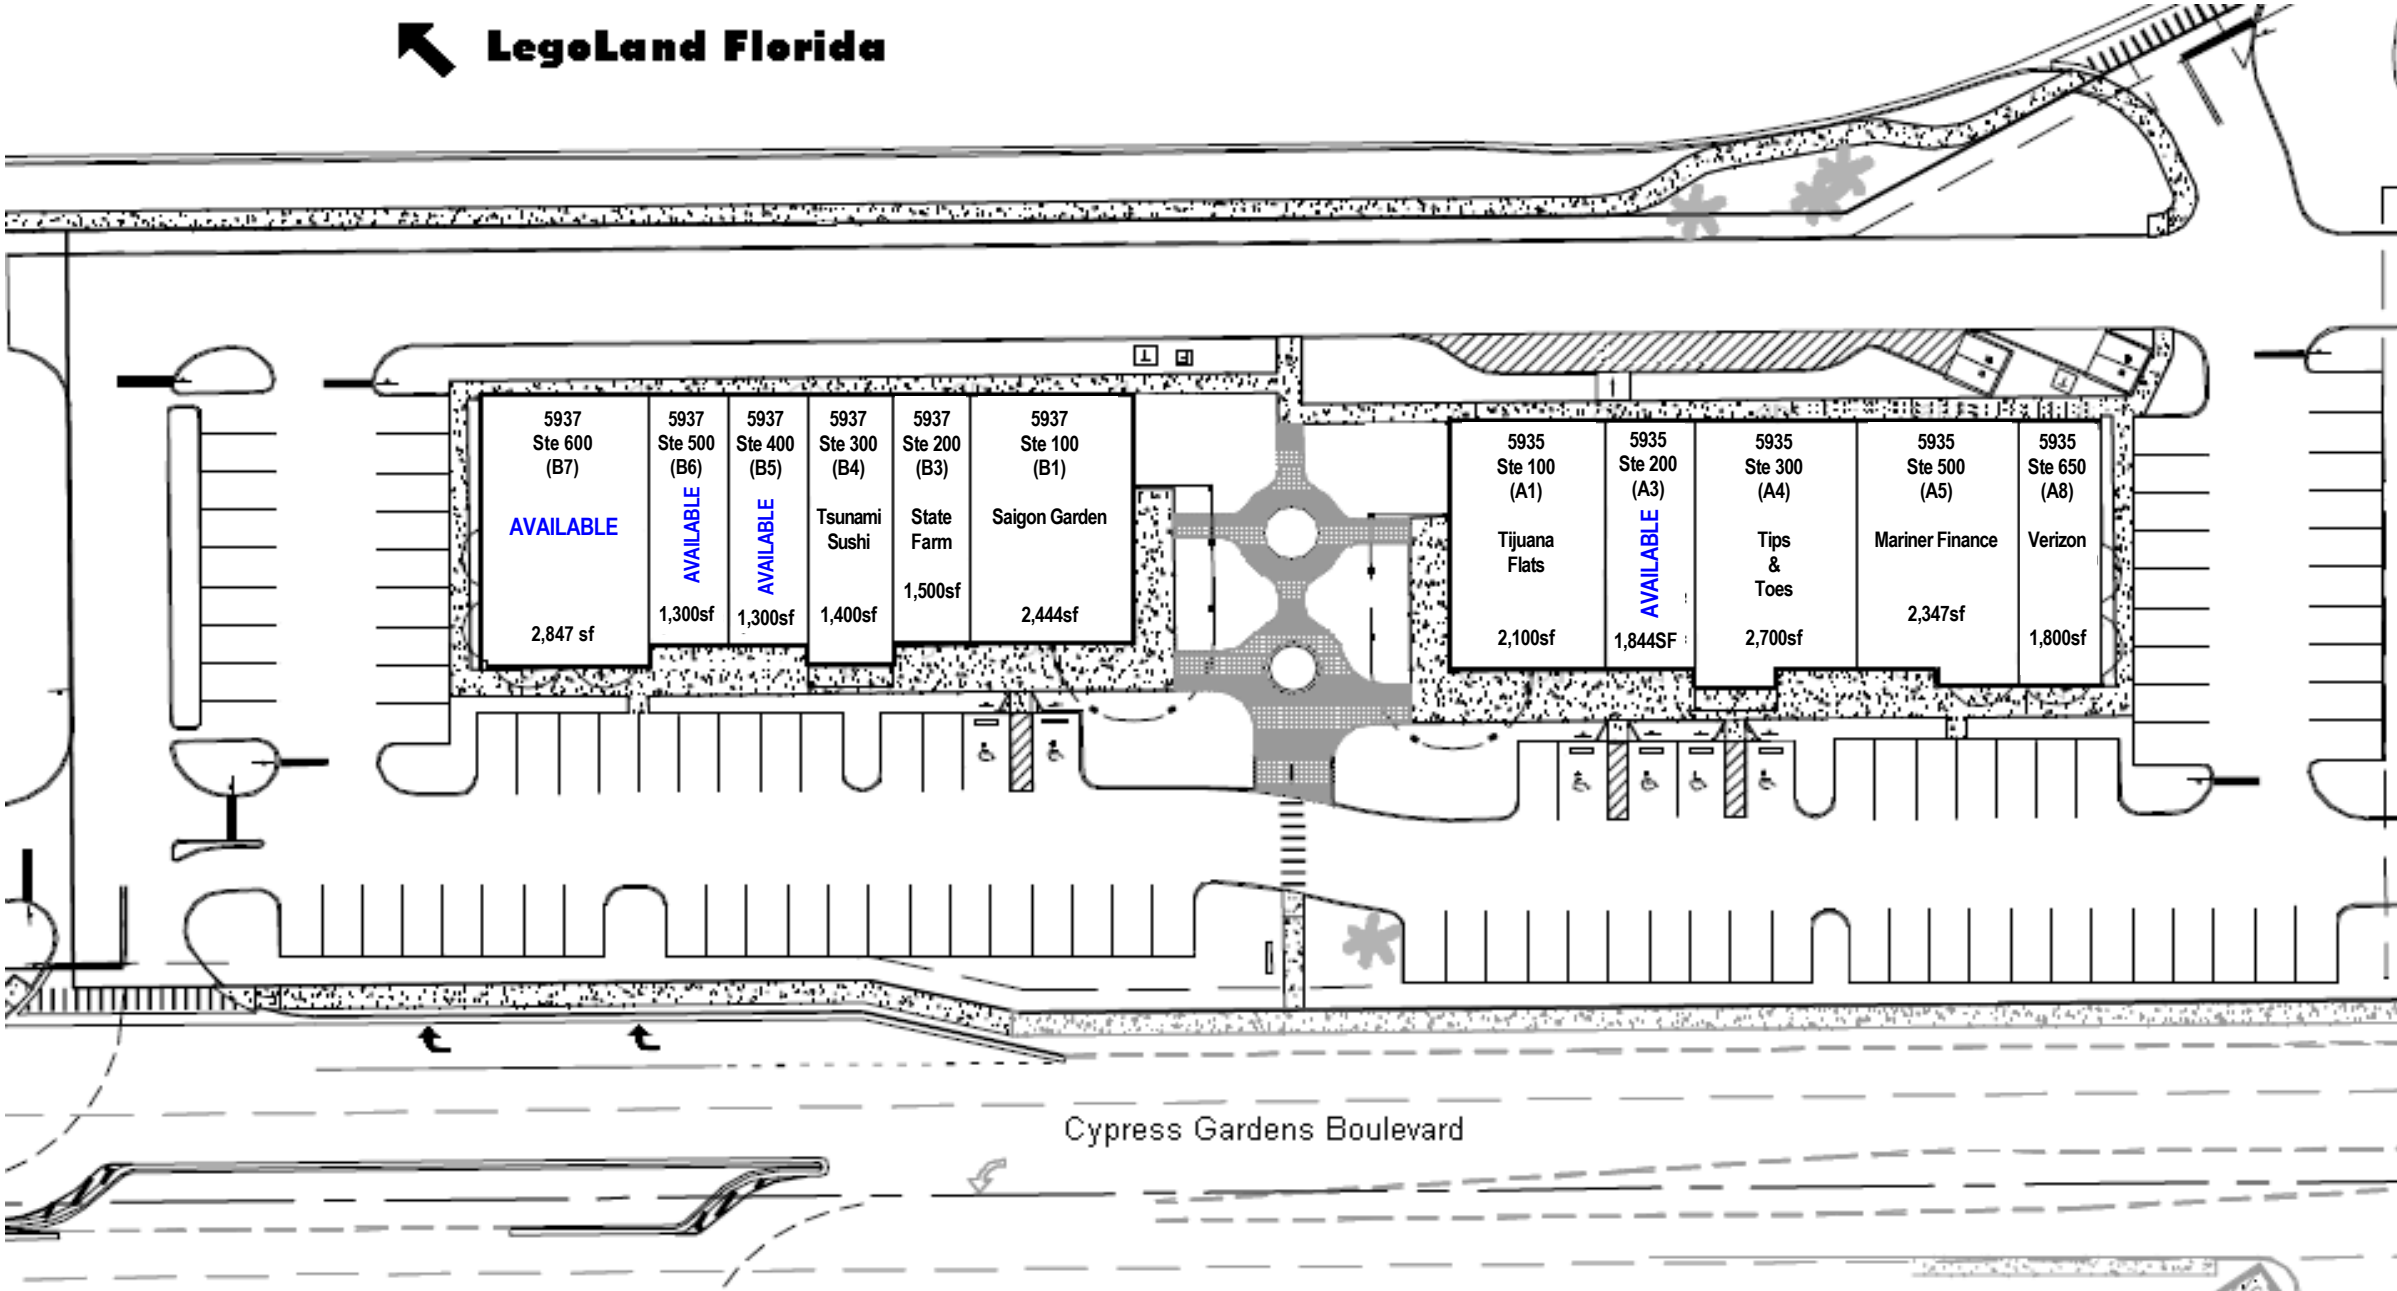 LegoLand Florida
5937
Ste 600
(B7)
AVAILABLE
2,847 sf
5937
Ste 500
(B6)
AVAILABLE
1,300sf
5937
Ste 400
(B5)
AVAILABLE
1,300sf
5937
Ste 300
(B4)
Tsunami
Sushi
1,400sf
5937
Ste 200
(B3)
State
Farm
1,500sf
5937
Ste 100
(B1)
Saigon Garden
2,444sf
T
F
5935
Ste 100
(A1)
Tijuana
Flats
2,100sf
5935
Ste 200
(A3)
AVAILABLE
1,844SF
5935
Ste 300
(A4)
Tips
&
Toes
2,700sf
5935
Ste 500
(A5)
Mariner Finance
2,347sf
5935
Ste 650
(A8)
Verizon
1,800sf
T
Cypress Gardens Boulevard